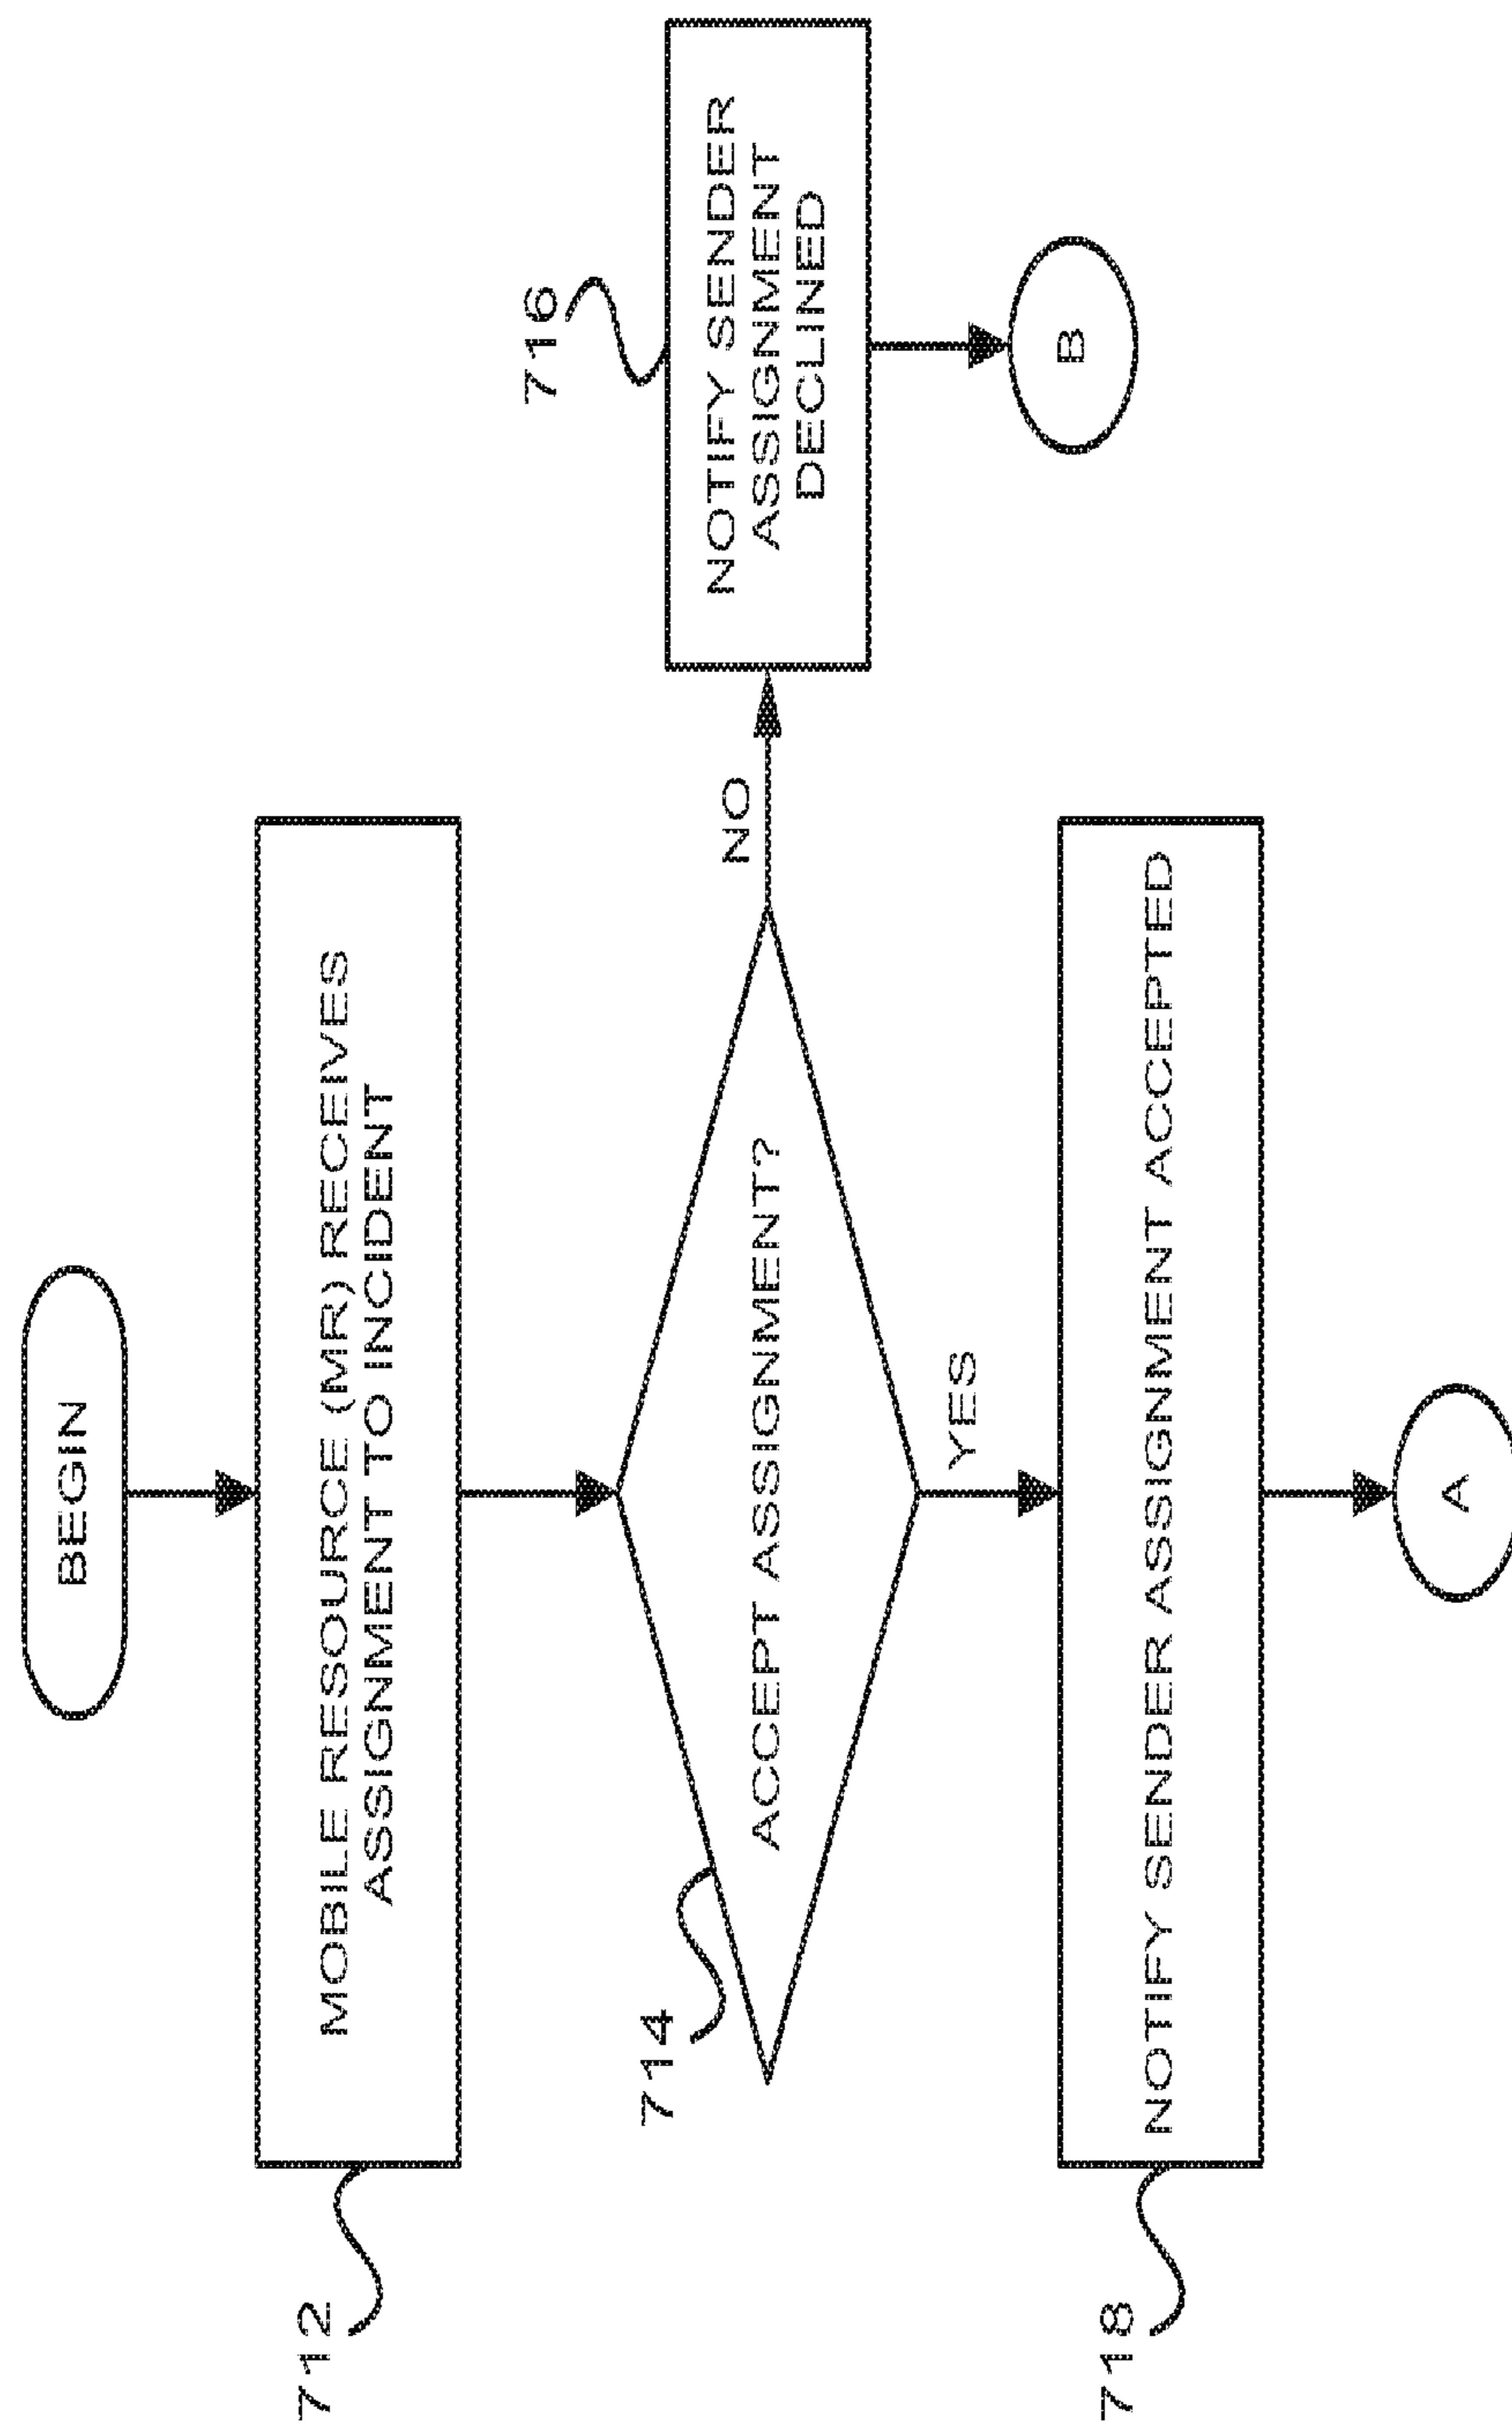 BEGIN
712
MOBILE RESOURCE (MR) RECEIVES
ASSIGNMENT TO INCIDENT
714
ACCEPT ASSIGNMENT?
NO
716
NOTIFY SENDER
ASSIGNMENT
DECLINED
B
YES
718
NOTIFY SENDER ASSIGNMENT ACCEPTED
A